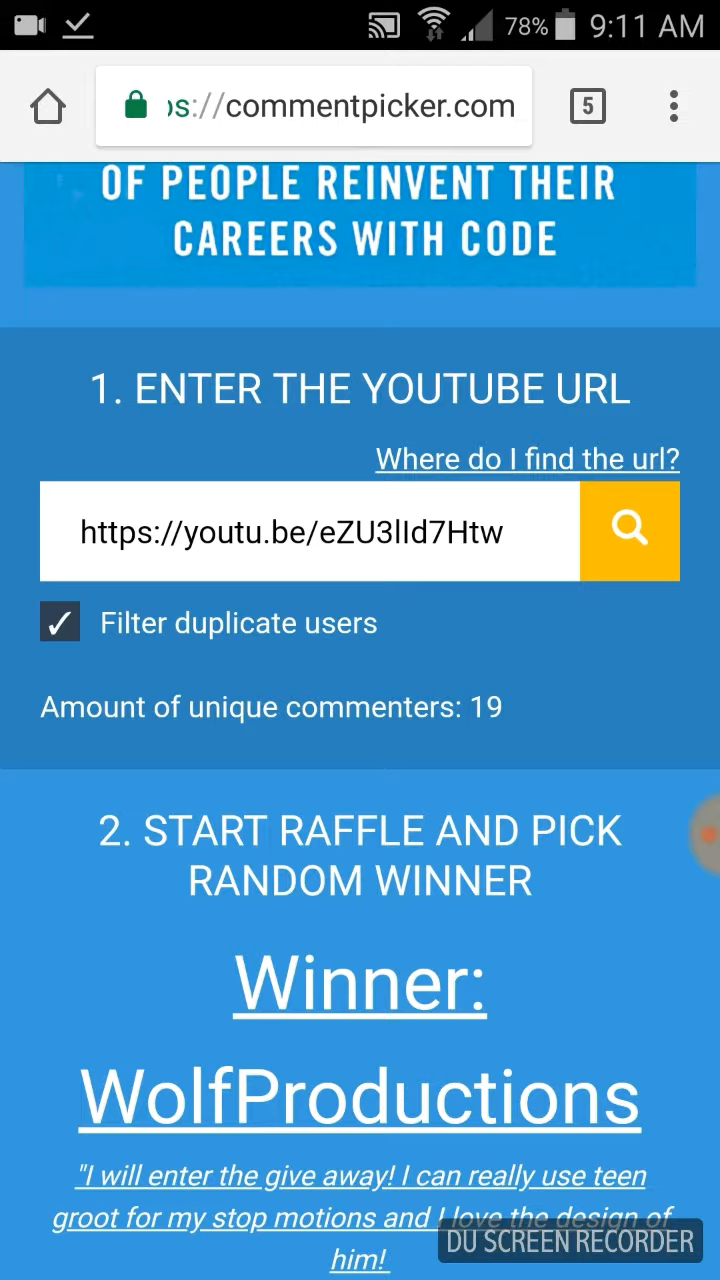 78% 9:11 AM
ps://commentpicker.com 5
OF PEOPLE REINVENT THEIR
CAREERS WITH CODE
1. ENTER THE YOUTUBE URL
Where do I find the url?
https://youtu.be/eZU3lId7Htw
Filter duplicate users
Amount of unique commenters: 19
2. START RAFFLE AND PICK
RANDOM WINNER
Winner:
WolfProductions
"I will enter the give away! I can really use teen
groot for my stop motions and I love the design of
him!
DU SCREEN RECORDER